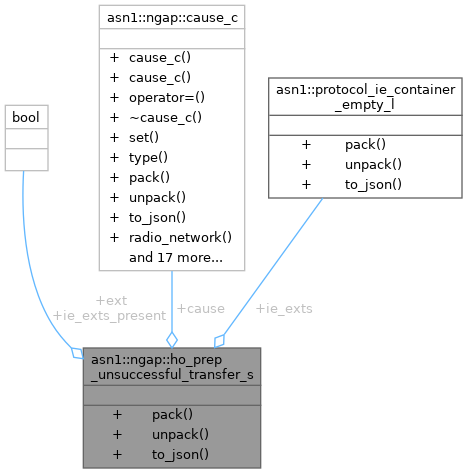 asn1::ngap::cause_c
+ cause_c()
+ cause_c()
+ operator=()
+ ~cause_c()
+ set()
+ type()
+ pack()
+ unpack()
+ to_json()
+ radio_network()
and 17 more...
asn1::protocol_ie_container
_empty_l
+ pack()
+ unpack()
+ to_json()
bool
+ext
+ie_exts_present
+cause
+ie_exts
asn1::ngap::ho_prep
_unsuccessful_transfer_s
+ pack()
+ unpack()
+ to_json()